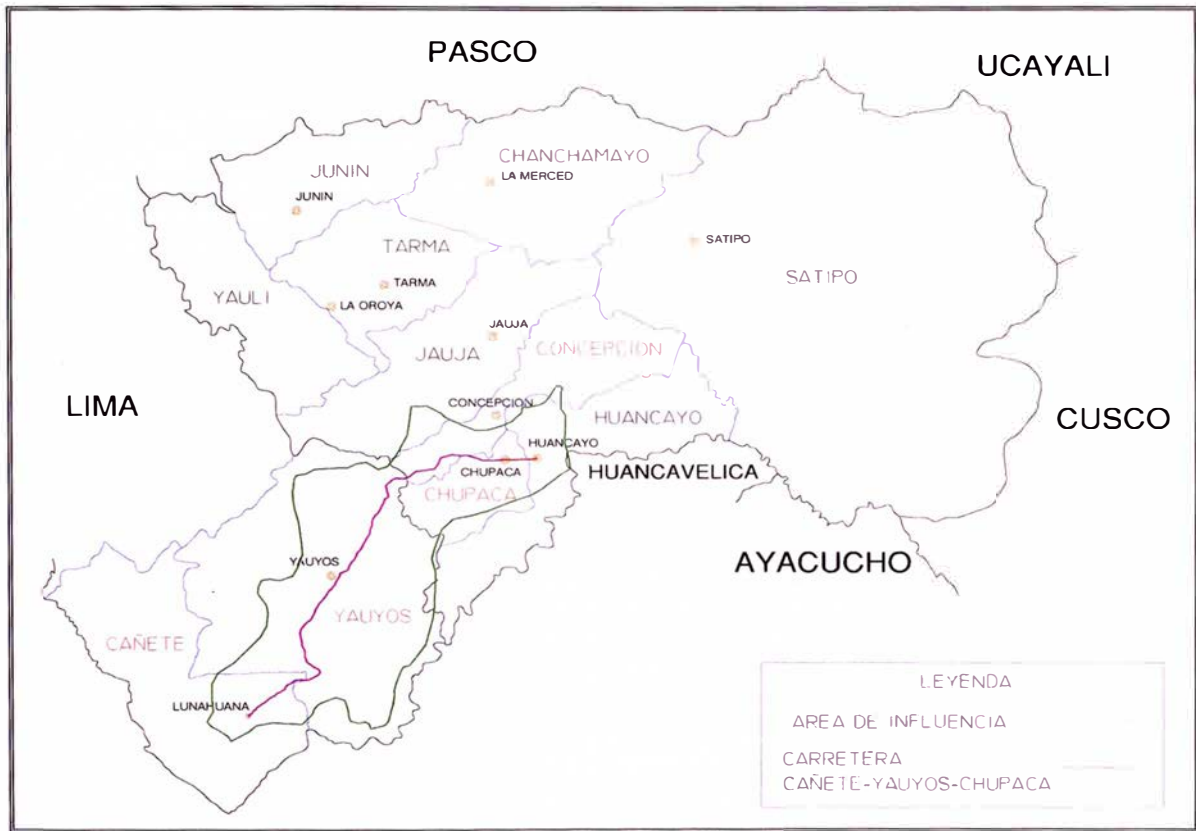 PASCO
UCAYALI
CHANCHAMAYO
JUNIN
LA MERCED
JUNIN
SATIPO
TARMA
SATIPO
TARMA
YAULI
LA OROYA
JAUJA
CONCEPCION
JAUJA
LIMA
CONCEPCION
HUANCAYO
CUSCO
HUANCAYO
CHUPACA
HUANCAVELICA
CHUPACA
YAUYOS
AYACUCHO
YAUYOS
CAÑETE
LEYENDA
LUNAHUANA
AREA DE INFLUENCIA
CARRETERA
CAÑETE-YAUYOS-CHUPACA